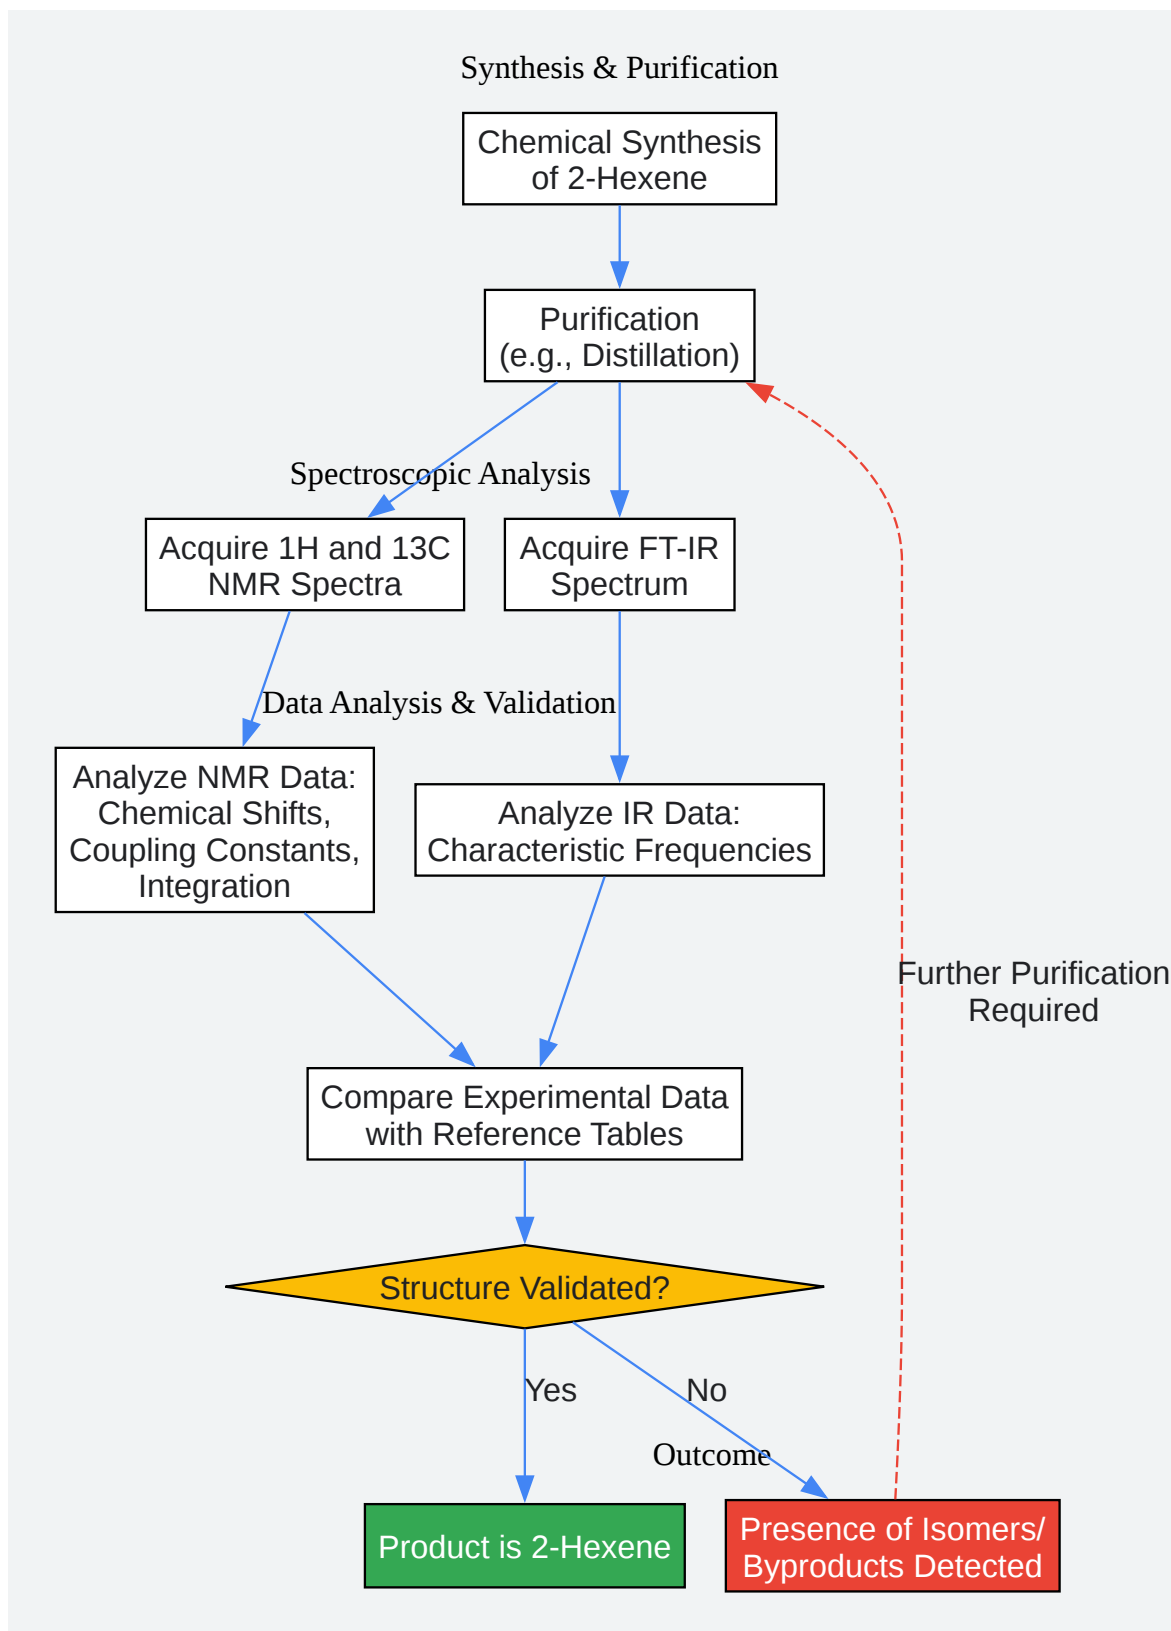 Synthesis & Purification
Chemical Synthesis
of 2-Hexene
Purification
(e.g., Distillation)
Spectroscopic Analysis
Acquire 1H and 13C
NMR Spectra
Acquire FT-IR
Spectrum
Data Analysis & Validation
Analyze NMR Data:
Chemical Shifts,
Coupling Constants,
Integration
Analyze IR Data:
Characteristic Frequencies
Further Purification
Required
Compare Experimental Data
with Reference Tables
Structure Validated?
Yes
No
Outcome
Product is 2-Hexene
Presence of Isomers/
Byproducts Detected